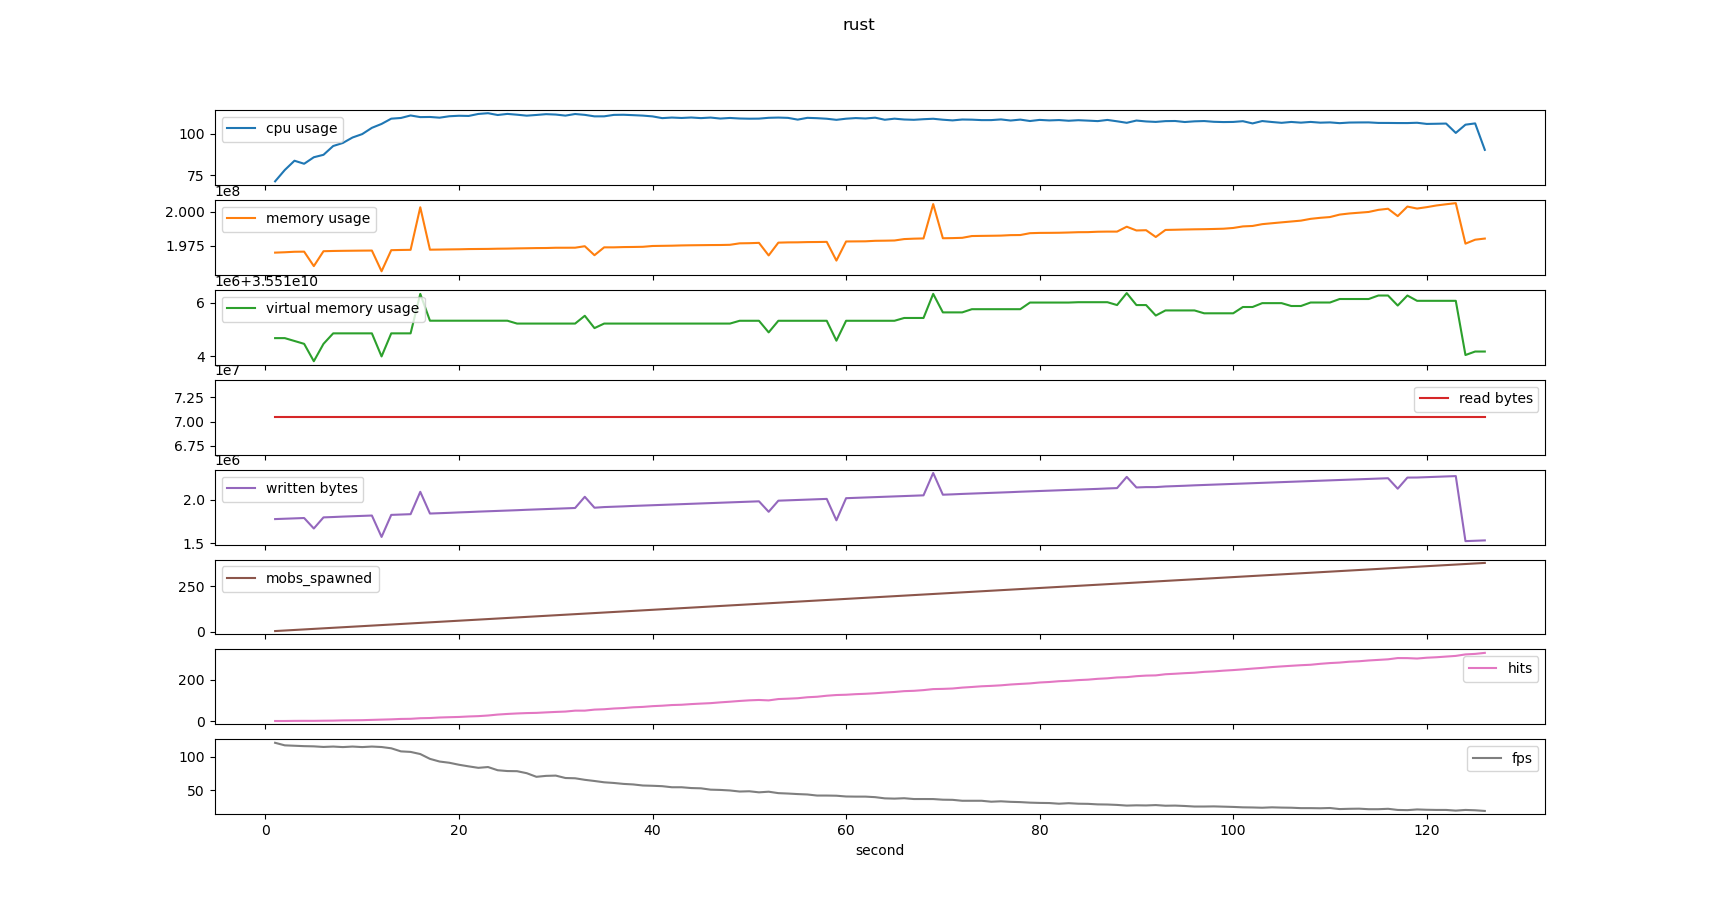 rust
cpu usage
100
75
1e8
memory usage
2.000
1.975
1e6+3.551e10
virtual memory usage
6
4
1e7
read bytes
7.25
7.00
6.75
1e6
written bytes
2.0
1.5
mobs_spawned
250
0
hits
200
0
fps
100
50
0 20 40 60 80 100 120
second